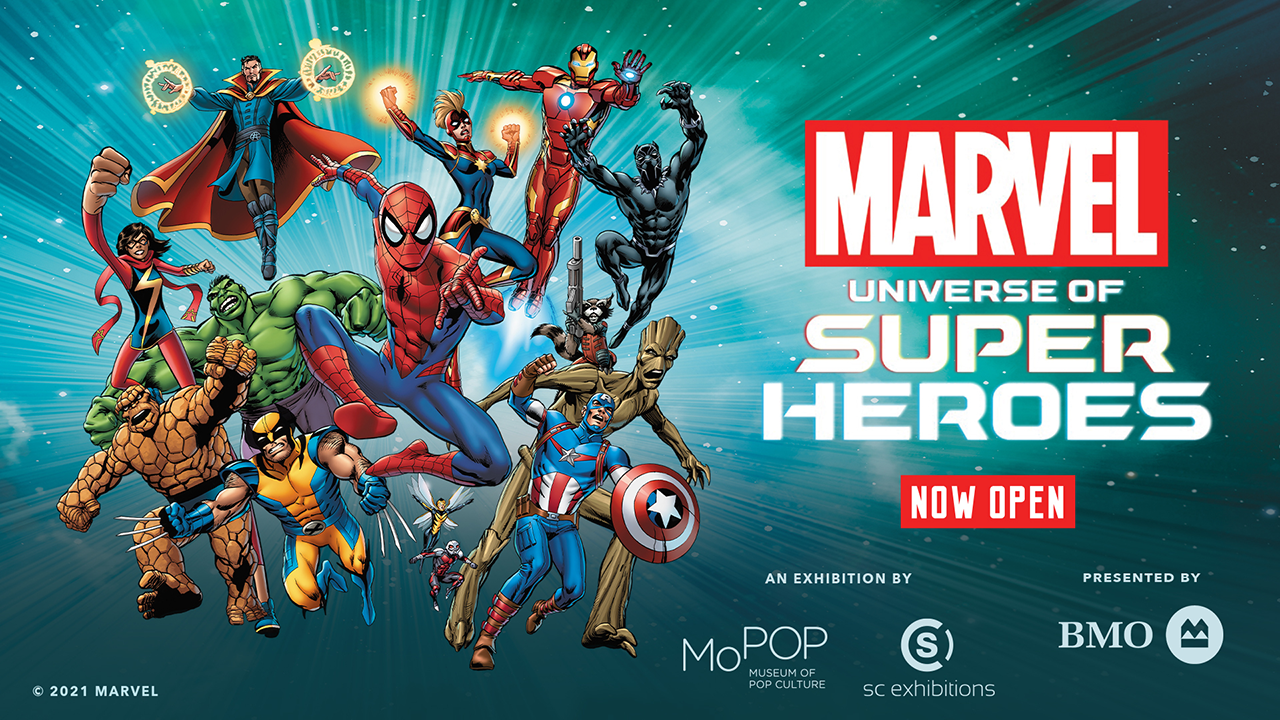 MARVEL
UNIVERSE OF
SUPER
HEROES
NOW OPEN
AN EXHIBITION BY
PRESENTED BY
MoPOP
MUSEUM OF
POP CULTURE
SC
sc exhibitions
BMO
© 2021 MARVEL